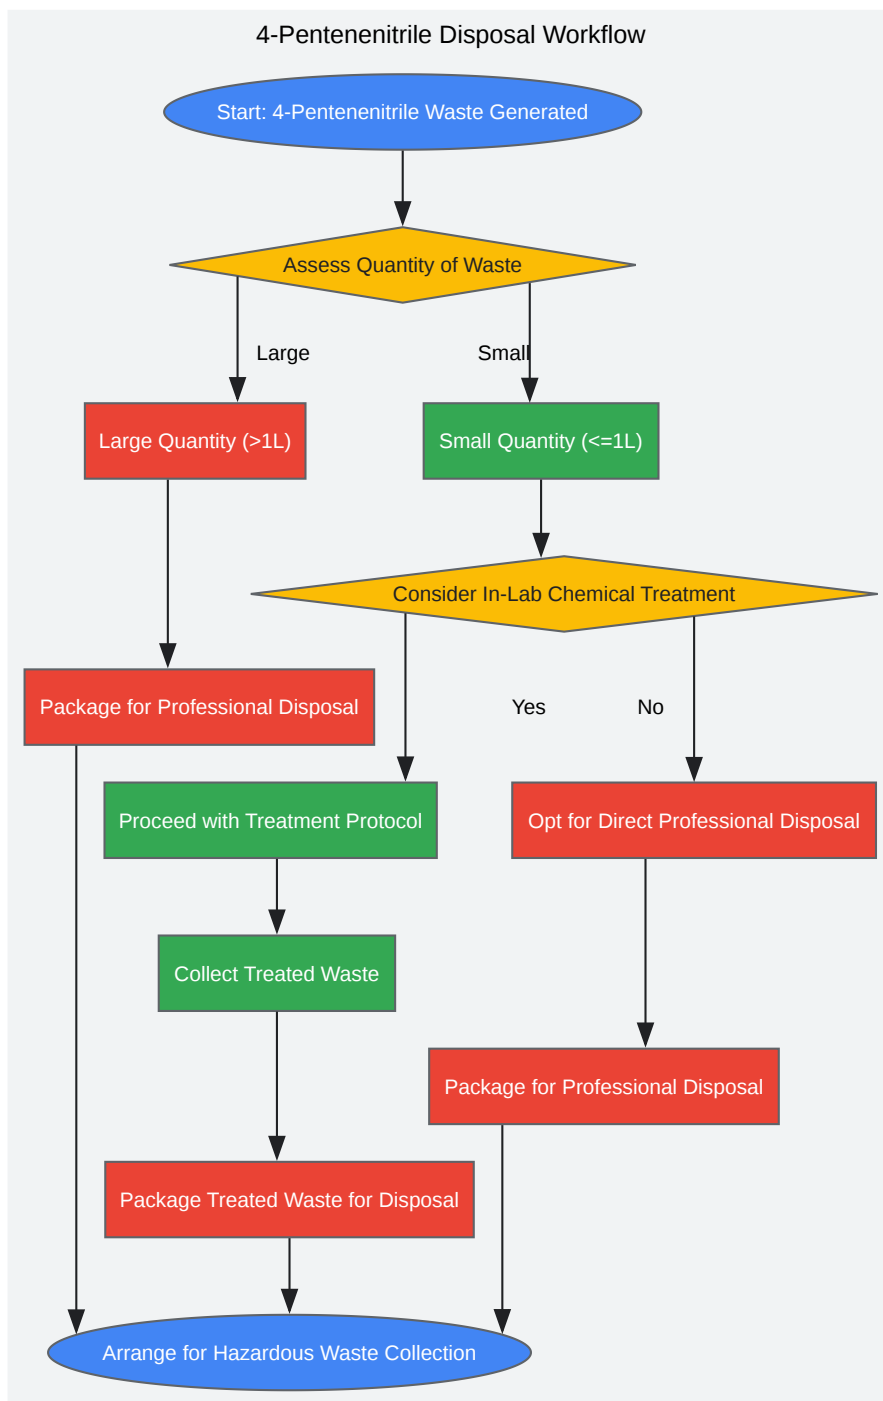 4-Pentenenitrile Disposal Workflow
Start: 4-Pentenenitrile Waste Generated
Assess Quantity of Waste
Large
Small
Large Quantity (>1L)
Small Quantity (<=1L)
Consider In-Lab Chemical Treatment
Package for Professional Disposal
Yes
No
Proceed with Treatment Protocol
Opt for Direct Professional Disposal
Collect Treated Waste
Package for Professional Disposal
Package Treated Waste for Disposal
Arrange for Hazardous Waste Collection